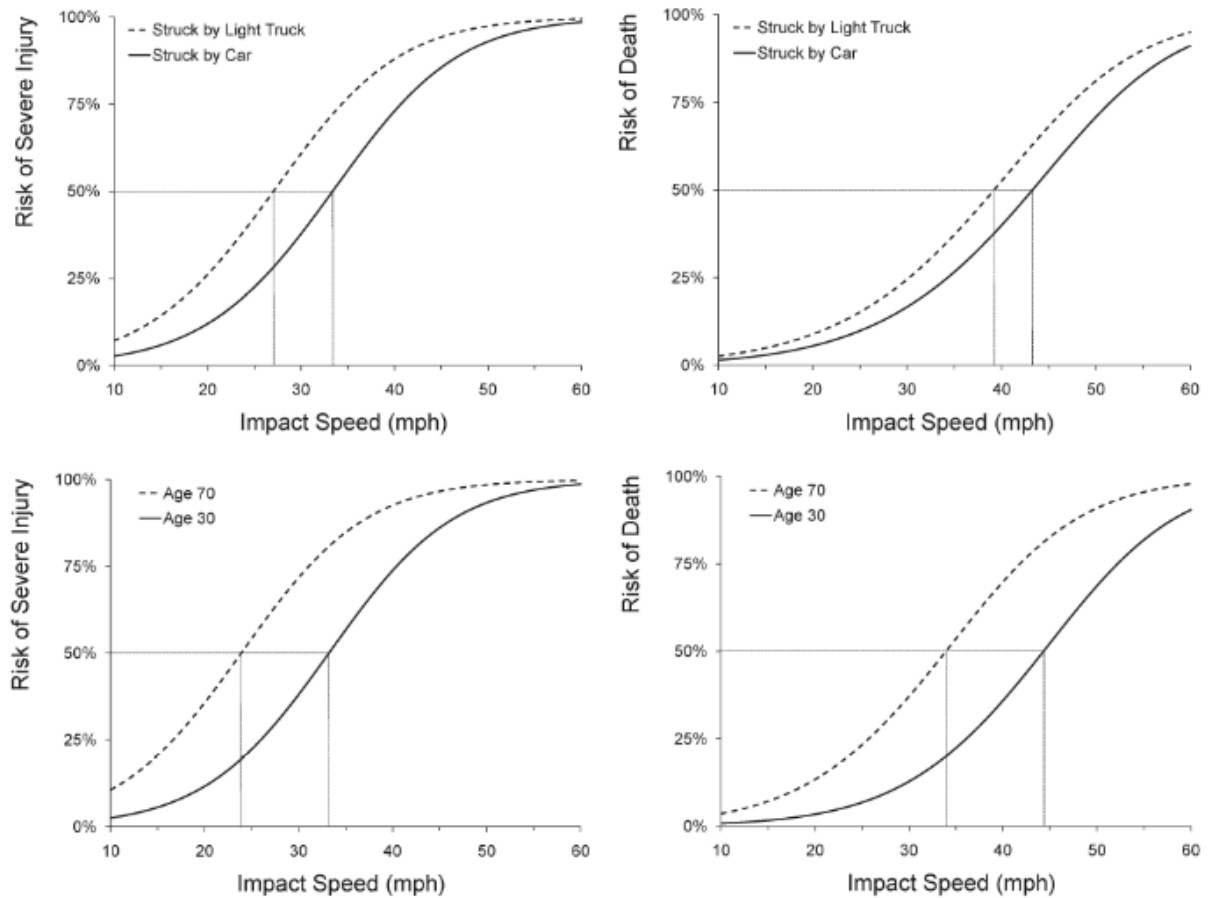 Risk of Severe Injury
100%
75%
50%
25%
0%
Struck by Light Truck
Struck by Car
10 20 30 40 50 60
Impact Speed (mph)
Risk of Death
100%
75%
50%
25%
0%
Struck by Light Truck
Struck by Car
10 20 30 40 50 60
Impact Speed (mph)
Risk of Severe Injury
100%
75%
50%
25%
0%
Age 70
Age 30
10 20 30 40 50 60
Impact Speed (mph)
Risk of Death
100%
75%
50%
25%
0%
Age 70
Age 30
10 20 30 40 50 60
Impact Speed (mph)